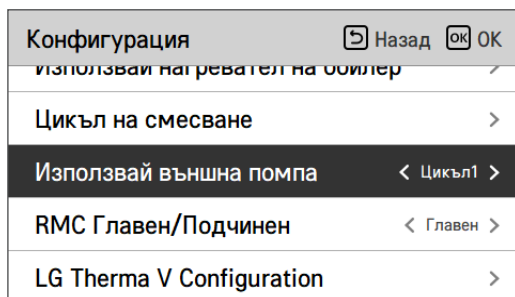 Конфигурация Назад ок OK
Използвай нагревател на бойлер
Цикъл на смесване
Използвай външна помпа Цикъл1
RMC Главен/Подчинен Главен
LG Therma V Configuration